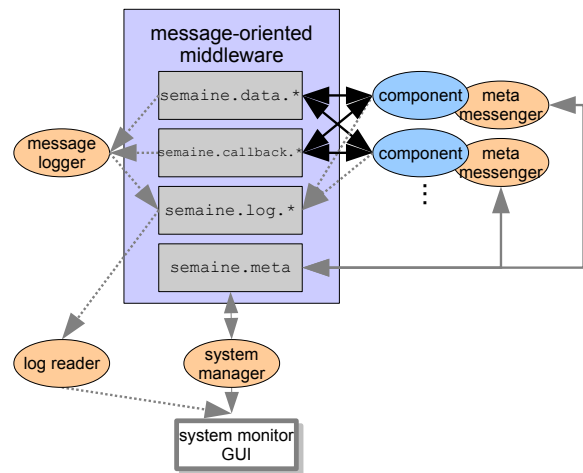 message-oriented
middleware
semaine.data.*
semaine.callback.*
semaine.log.*
semaine.meta
component
meta
messenger
component
meta
messenger
message
logger
log reader
system
manager
system monitor
GUI